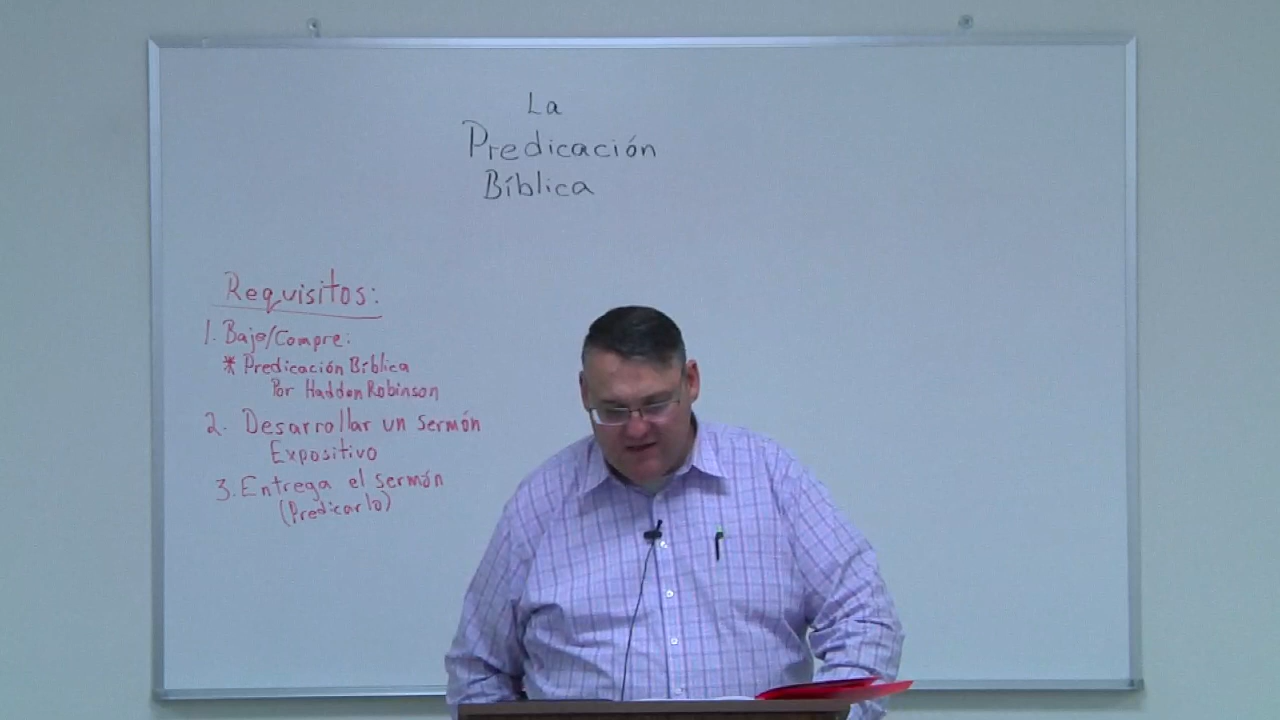 La
Predicación
Bíblica
Requisitos:
1. Baje/Compre:
* Predicación Bíblica
Por Haddon Robinson
2. Desarrollar un sermón
Expositivo
3. Entrega el sermón
(Predicarlo)